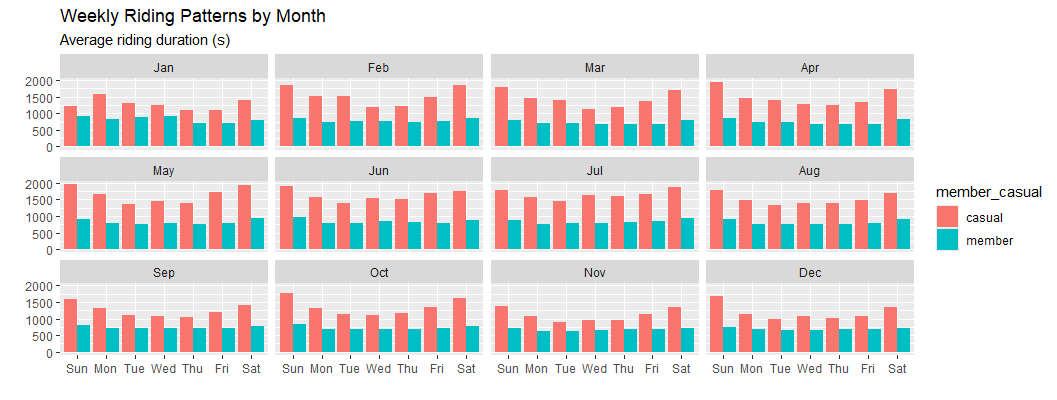 Weekly Riding Patterns by Month
Average riding duration (s)
Jan Feb Mar Apr
2000
1500
1000
500
0
May Jun Jul Aug
2000
1500
1000
500
0
member_casual
casual
member
Sep Oct Nov Dec
2000
1500
1000
500
0
Sun Mon Tue Wed Thu Fri Sat Sun Mon Tue Wed Thu Fri Sat Sun Mon Tue Wed Thu Fri Sat Sun Mon Tue Wed Thu Fri Sat